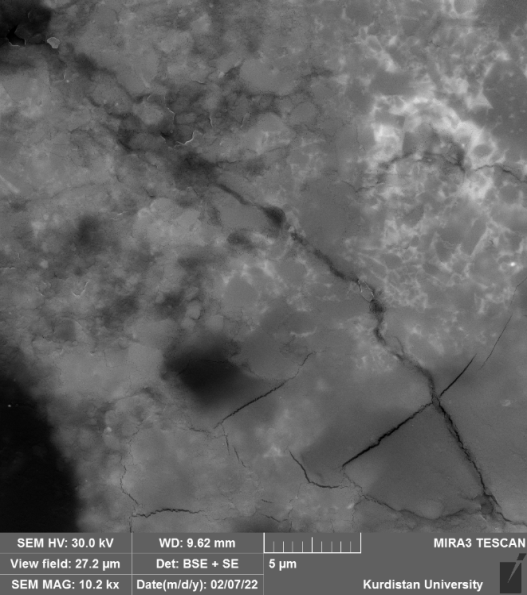 SEM HV: 30.0 kV WD: 9.62 mm MIRA3 TESCAN
View field: 27.2 µm Det: BSE + SE 5 µm
SEM MAG: 10.2 kx Date(m/d/y): 02/07/22 Kurdistan University